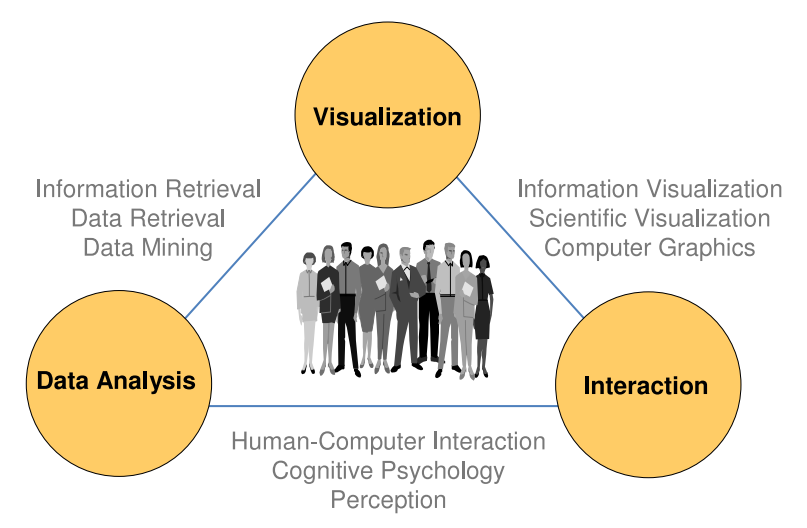 Visualization
Information Retrieval
Data Retrieval
Data Mining
Information Visualization
Scientific Visualization
Computer Graphics
Data Analysis
Interaction
Human-Computer Interaction
Cognitive Psychology
Perception